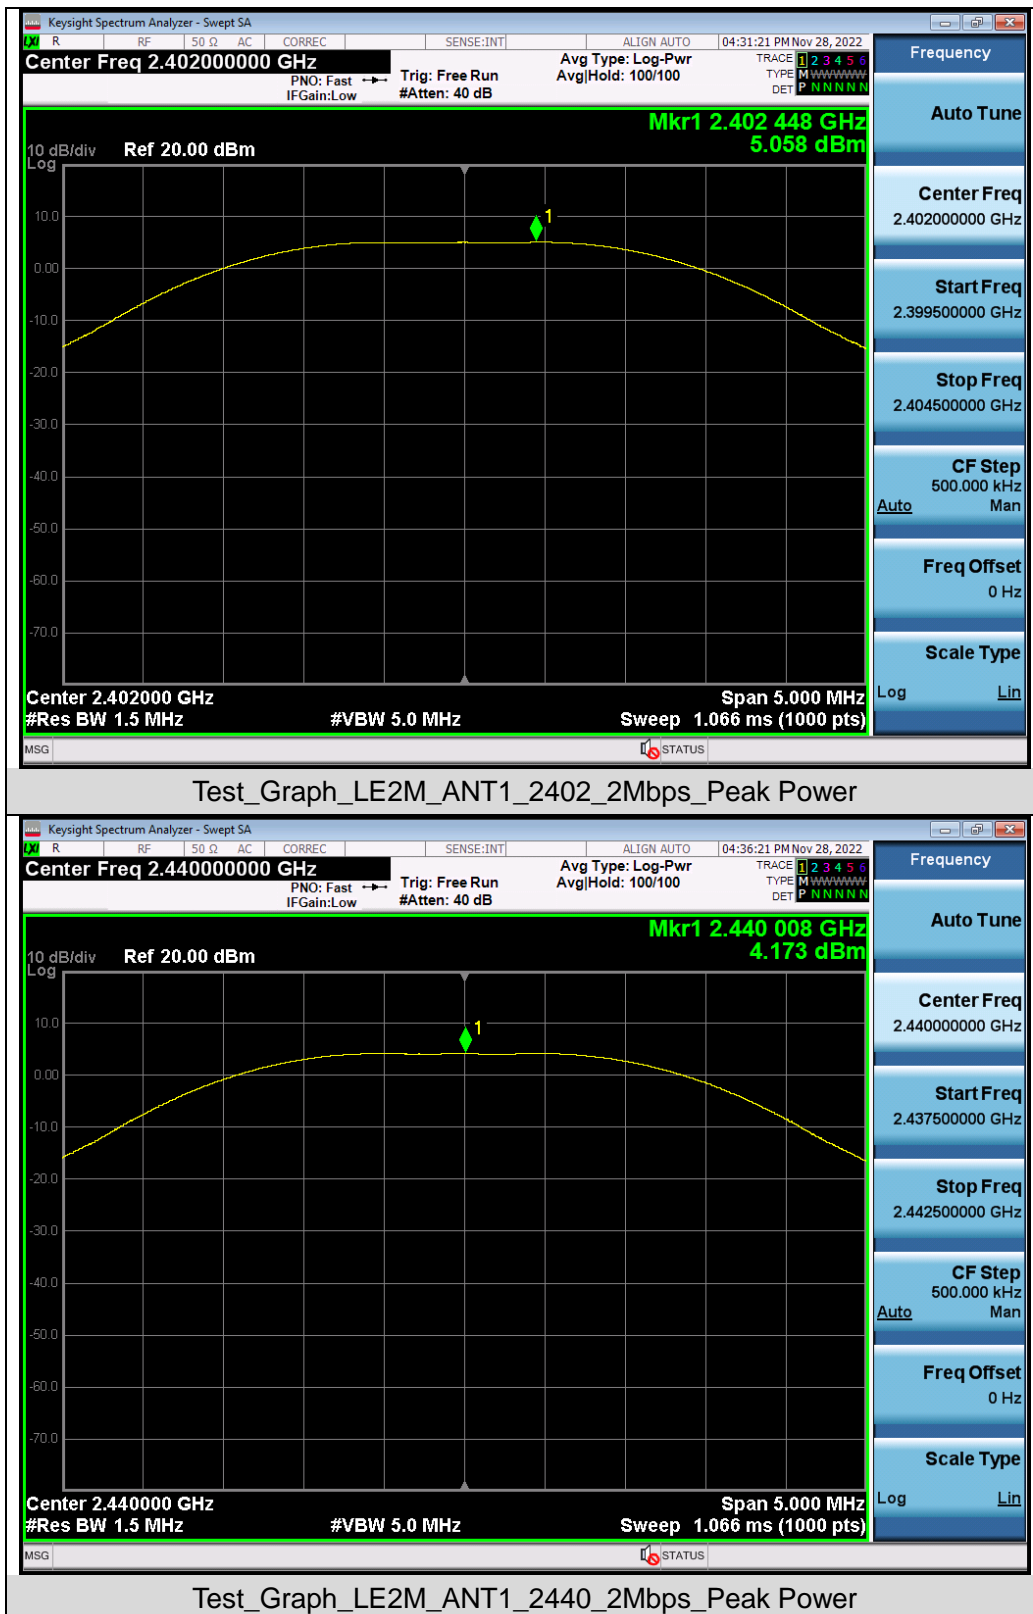 Keysight Spectrum Analyzer - Swept SA
LXI R RF 50 Ω AC CORREC SENSE:INT ALIGN AUTO 04:31:21 PM Nov 28, 2022
Center Freq 2.402000000 GHz
PNO: Fast
IFGain:Low
Trig: Free Run
#Atten: 40 dB
Avg Type: Log-Pwr
Avg|Hold: 100/100
TRACE 1 2 3 4 5 6
TYPE M WWWWW
DET P N N N N N
Mkr1 2.402 448 GHz
5.058 dBm
10 dB/div Ref 20.00 dBm
Log
1
10.0
0.00
-10.0
-20.0
-30.0
-40.0
-50.0
-60.0
-70.0
Center 2.402000 GHz Span 5.000 MHz
#Res BW 1.5 MHz #VBW 5.0 MHz Sweep 1.066 ms (1000 pts)
MSG STATUS
Frequency
Auto Tune
Center Freq
2.402000000 GHz
Start Freq
2.399500000 GHz
Stop Freq
2.404500000 GHz
CF Step
500.000 kHz
Auto Man
Freq Offset
0 Hz
Scale Type
Log Lin
Test_Graph_LE2M_ANT1_2402_2Mbps_Peak Power
Keysight Spectrum Analyzer - Swept SA
LXI R RF 50 Ω AC CORREC SENSE:INT ALIGN AUTO 04:36:21 PM Nov 28, 2022
Center Freq 2.440000000 GHz
PNO: Fast
IFGain:Low
Trig: Free Run
#Atten: 40 dB
Avg Type: Log-Pwr
Avg|Hold: 100/100
TRACE 1 2 3 4 5 6
TYPE M WWWWW
DET P N N N N N
Mkr1 2.440 008 GHz
4.173 dBm
10 dB/div Ref 20.00 dBm
Log
1
10.0
0.00
-10.0
-20.0
-30.0
-40.0
-50.0
-60.0
-70.0
Center 2.440000 GHz Span 5.000 MHz
#Res BW 1.5 MHz #VBW 5.0 MHz Sweep 1.066 ms (1000 pts)
MSG STATUS
Frequency
Auto Tune
Center Freq
2.440000000 GHz
Start Freq
2.437500000 GHz
Stop Freq
2.442500000 GHz
CF Step
500.000 kHz
Auto Man
Freq Offset
0 Hz
Scale Type
Log Lin
Test_Graph_LE2M_ANT1_2440_2Mbps_Peak Power